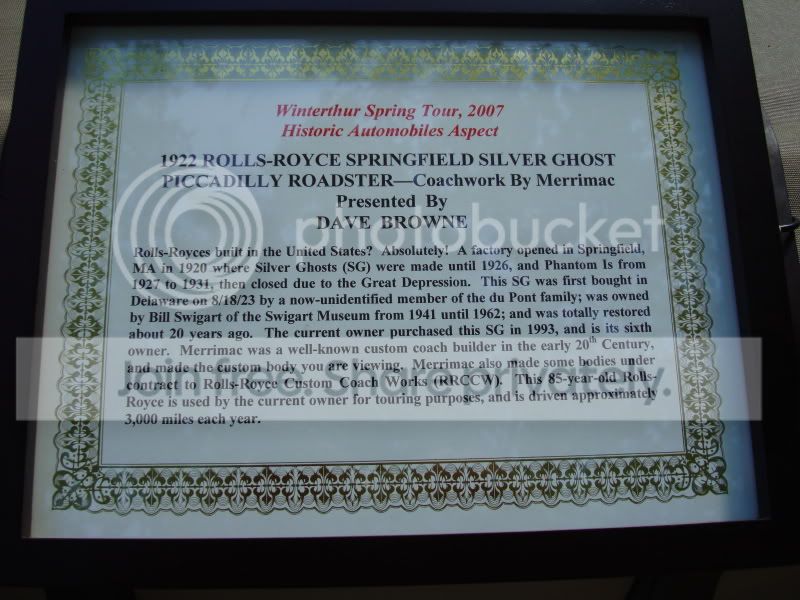 Winterthur Spring Tour, 2007
Historic Automobiles Aspect
1922 ROLLS-ROYCE SPRINGFIELD SILVER GHOST
PICCADILLY ROADSTER—Coachwork By Merrimac
Presented By
DAVE BROWNE
Rolls-Royces built in the United States? Absolutely! A factory opened in Springfield,
MA in 1920 where Silver Ghosts (SG) were made until 1926, and Phantom Is from
1927 to 1931, then closed due to the Great Depression. This SG was first bought in
Delaware on 8/18/23 by a now-unidentified member of the du Pont family; was owned
by Bill Swigart of the Swigart Museum from 1941 until 1962; and was totally restored
about 20 years ago. The current owner purchased this SG in 1993, and is its sixth
owner. Merrimac was a well-known custom coach builder in the early 20th Century,
and made the custom body you are viewing. Merrimac also made some bodies under
contract to Rolls-Royce Custom Coach Works (RRCCW). This 85-year-old Rolls-
Royce is used by the current owner for touring purposes, and is driven approximately
3,000 miles each year.
photobucket
Join free. Share privately.